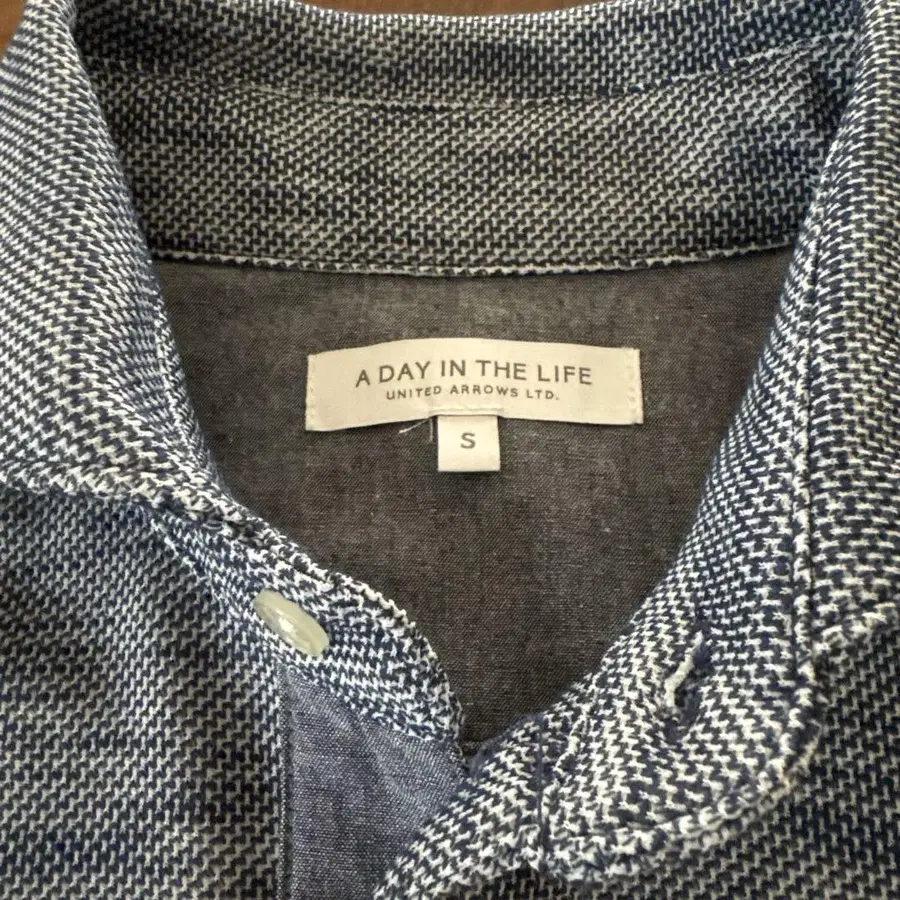 A DAY IN THE LIFE
UNITED ARROWS LTD.
S